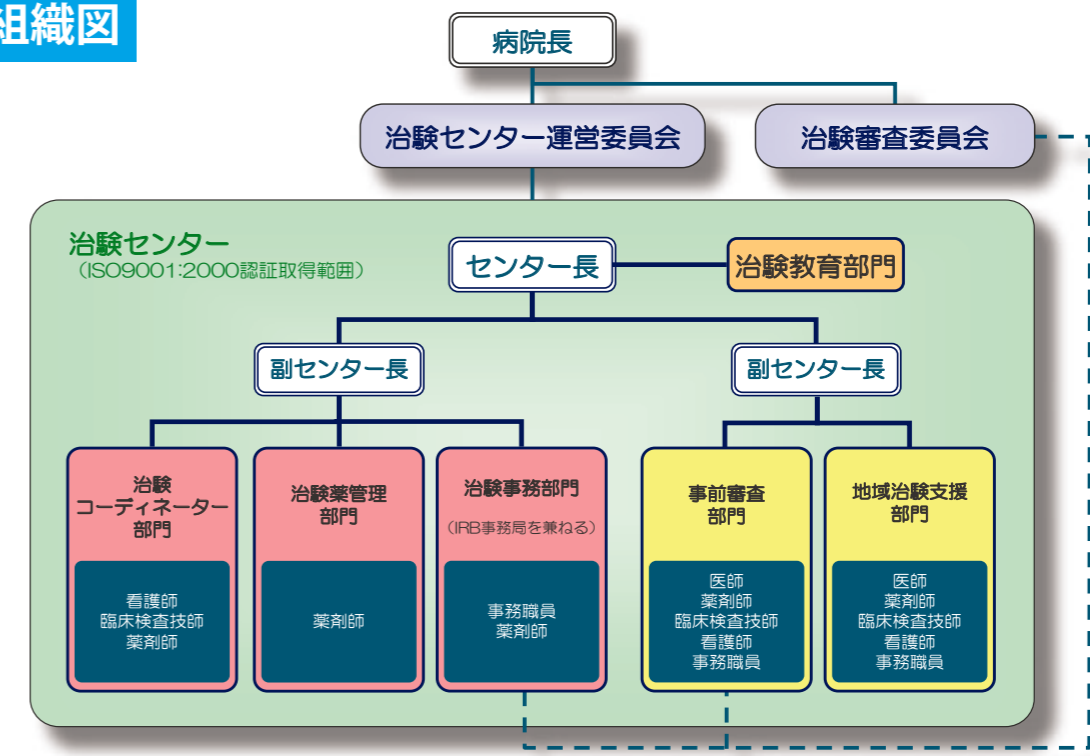 組織図
病院長
治験センター運営委員会
治験審査委員会
治験センター
（ISO9001:2000認証取得範囲）
センター長
治験教育部門
副センター長
副センター長
治験
コーディネーター
部門
看護師
臨床検査技師
薬剤師
治験薬管理
部門
薬剤師
治験事務部門
（IRB事務局を兼ねる）
事務職員
薬剤師
事前審査
部門
医師
薬剤師
臨床検査技師
看護師
事務職員
地域治験支援
部門
医師
薬剤師
臨床検査技師
看護師
事務職員